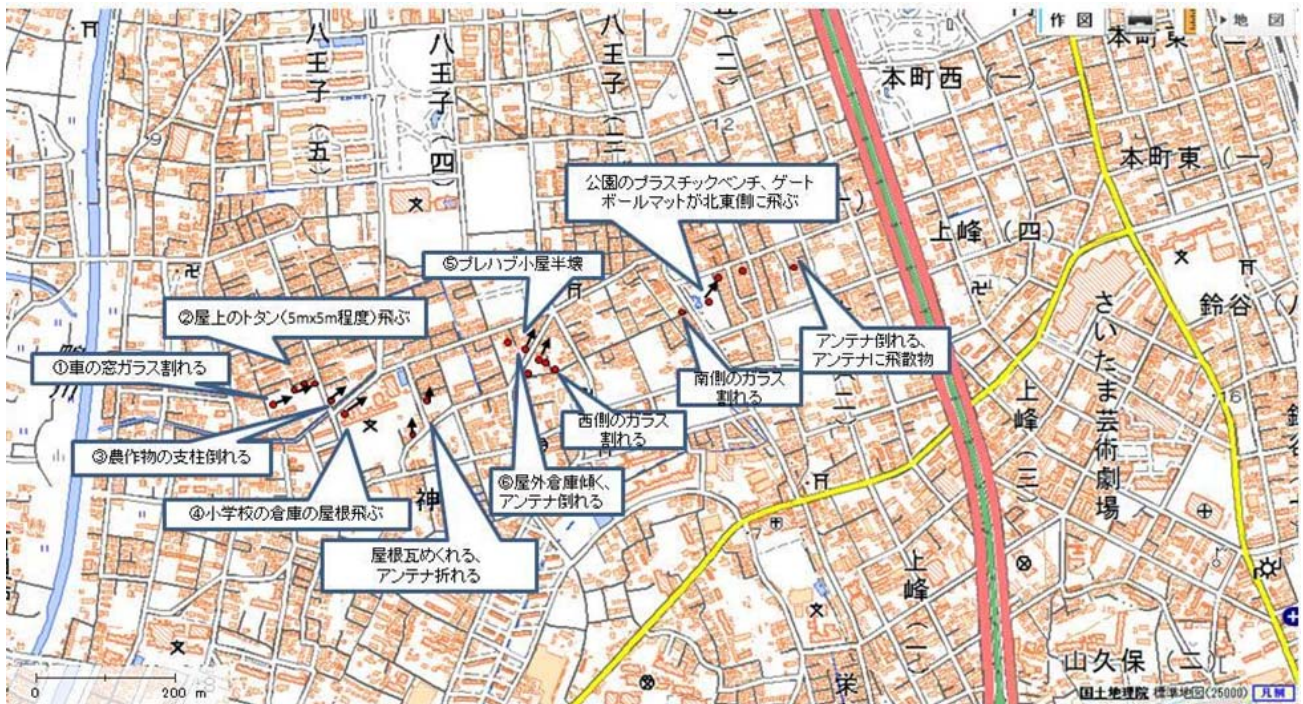 作 図
▶ 地 図
八王子(五)
八王子(四)
八王子(三)
(二)
本町東(二)
本町西(一)
本町東(一)
12
9
公園のプラスチックベンチ、ゲート
ボールマットが北東側に飛ぶ
上峰(四)
⑤プレハブ小屋半壊
②屋上のトタン(5mx5m程度)飛ぶ
①車の窓ガラス割れる
鈴谷(
さいたま芸術劇場
アンテナ倒れる、
アンテナに飛散物
南側のガラス
割れる
西側のガラス
割れる
上峰(三)
16
③農作物の支柱倒れる
⑥屋外倉庫傾く、
アンテナ倒れる
④小学校の倉庫の屋根飛ぶ
神
屋根瓦めくれる、
アンテナ折れる
上峰(一)
山久保(二)
栄
0
200 m
国土地理院 標準地図(25000) 凡例